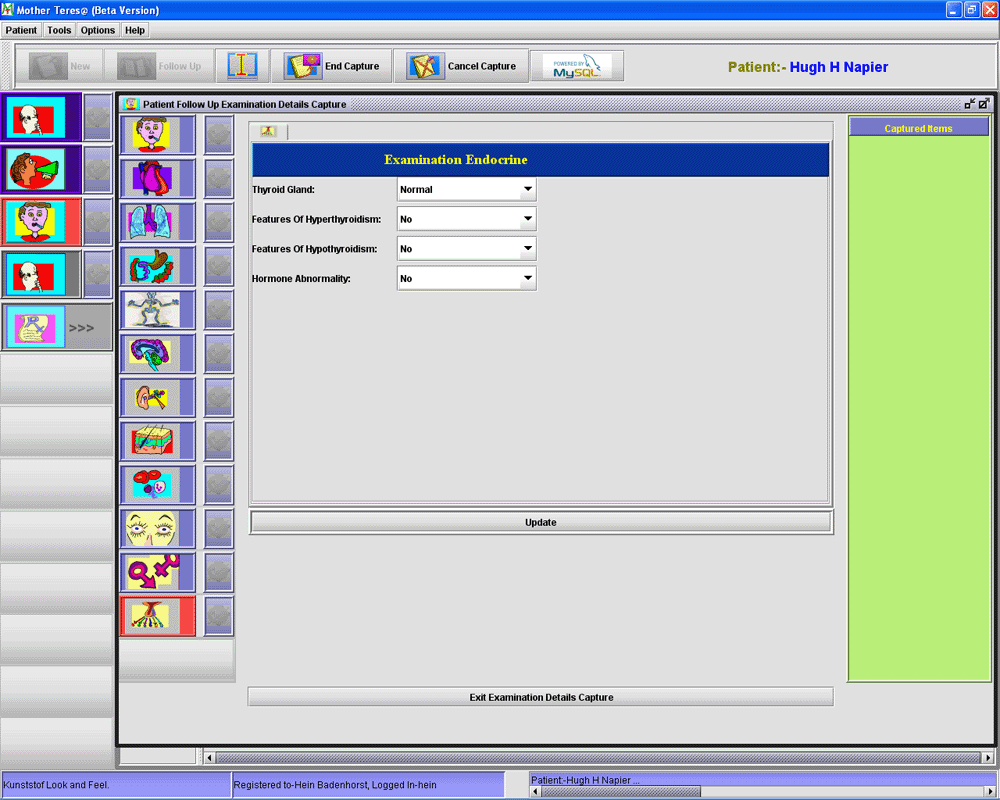 Mother Teres@ (Beta Version)
Patient Tools Options Help
New Follow Up End Capture Cancel Capture POWERED BY MySQL Patient:- Hugh H Napier
Patient Follow Up Examination Details Capture
Captured Items
Examination Endocrine
Thyroid Gland: Normal
Features Of Hyperthyroidism: No
Features Of Hypothyroidism: No
Hormone Abnormality: No
>>>
Update
Exit Examination Details Capture
Kunststof Look and Feel. Registered to-Hein Badenhorst, Logged In-hein Patient:-Hugh H Napier ...